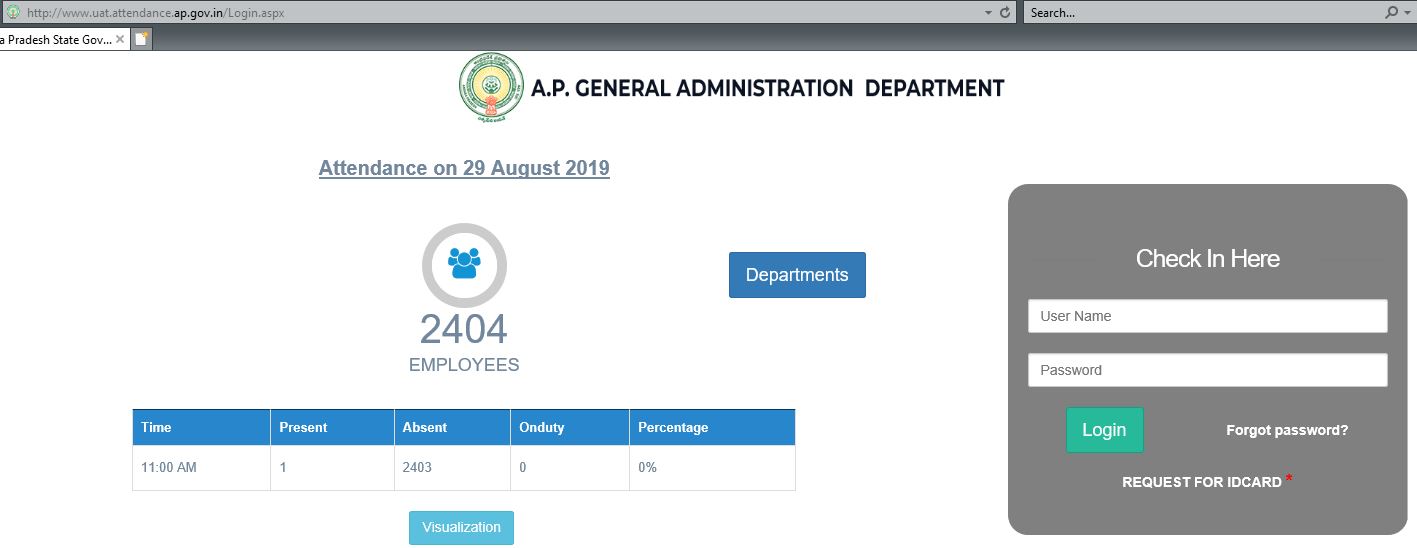 http://www.uat.attendance.ap.gov.in/Login.aspx
Search...
a Pradesh State Gov...
A.P. GENERAL ADMINISTRATION DEPARTMENT
Attendance on 29 August 2019
2404
EMPLOYEES
Departments
Time Present Absent Onduty Percentage
11:00 AM 1 2403 0 0%
Visualization
Check In Here
User Name
Password
Login Forgot password?
REQUEST FOR IDCARD *